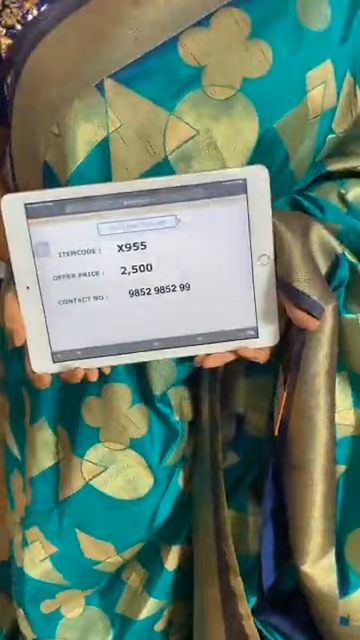 ITEMCODE : X955
OFFER PRICE : 2,500
CONTACT NO : 9852 9852 99